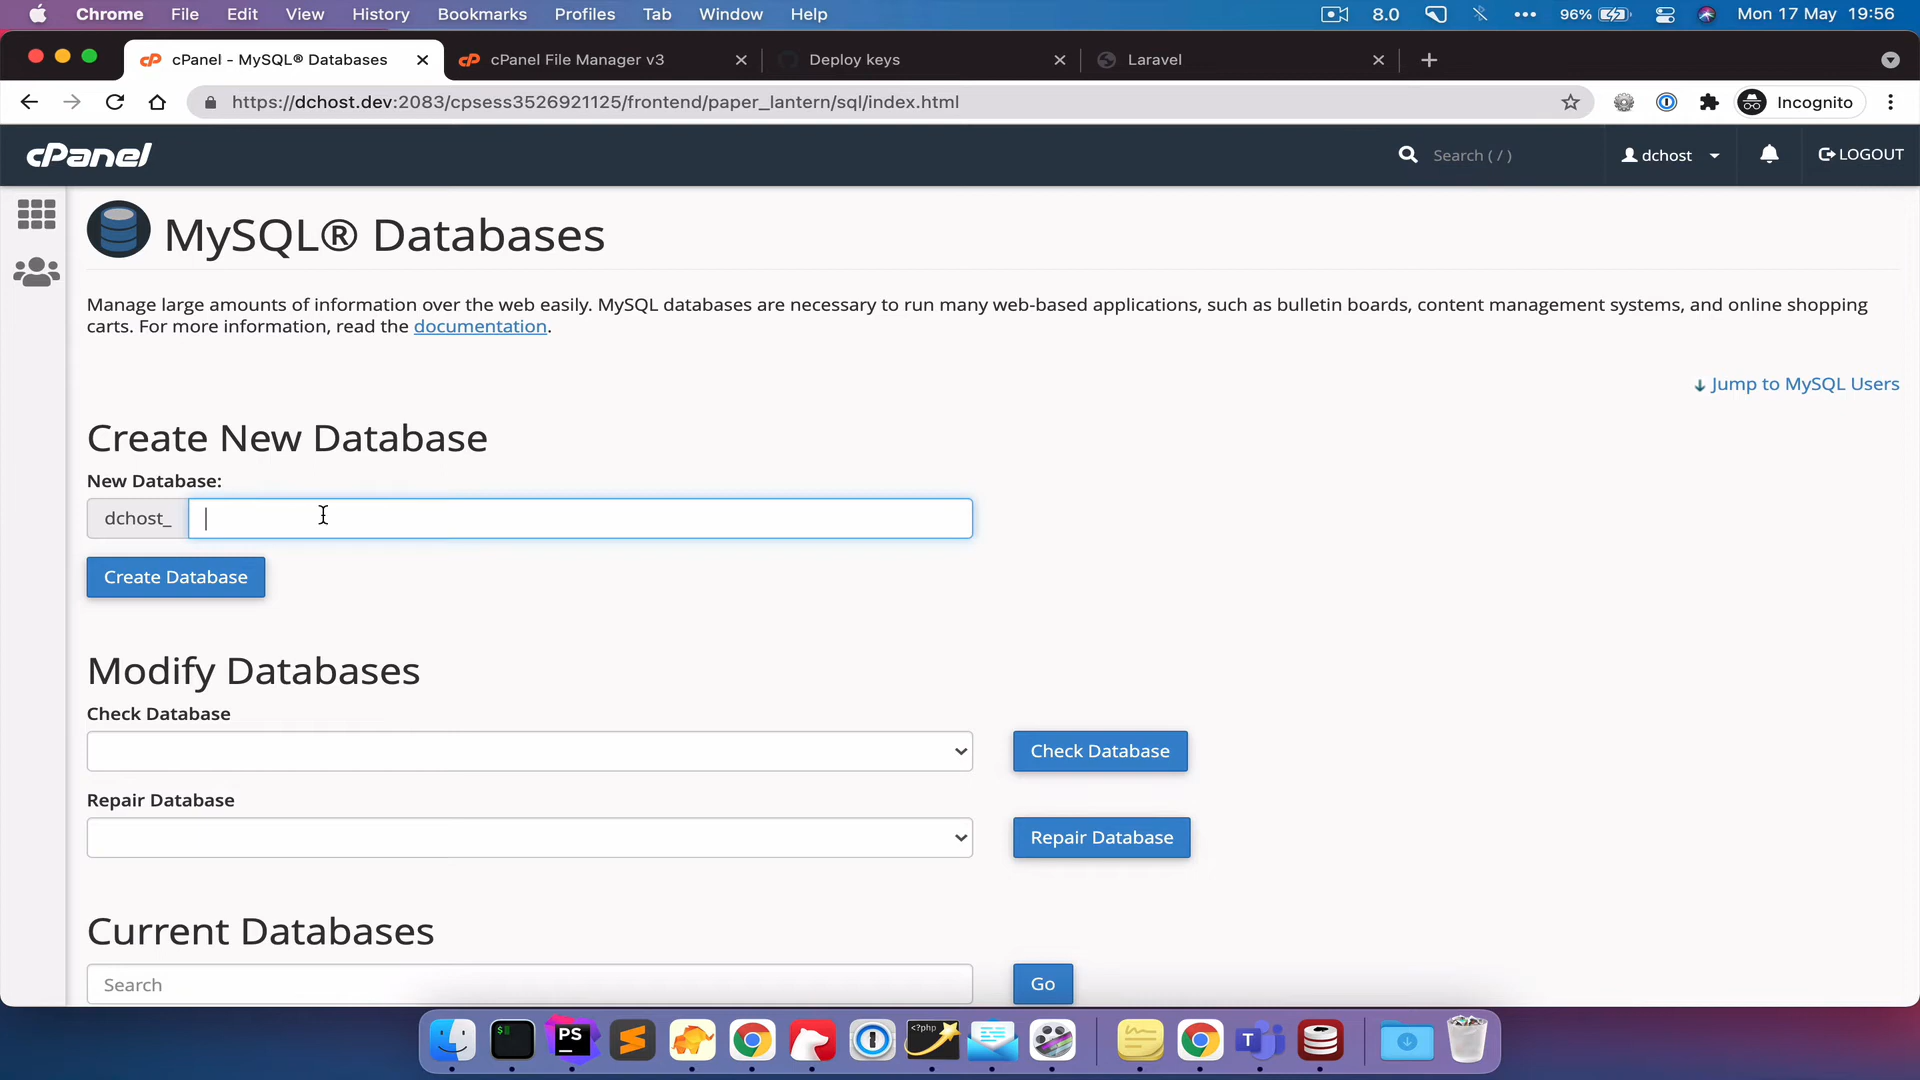 Chrome File Edit View History Bookmarks Profiles Tab Window Help 8.0 96% Mon 17 May 19:56
cPanel - MySQL® Databases cPanel File Manager v3 Deploy keys Laravel
https://dchost.dev:2083/cpsess3526921125/frontend/paper_lantern/sql/index.html Incognito
cPanel Search ( / ) dchost LOGOUT
MySQL® Databases
Manage large amounts of information over the web easily. MySQL databases are necessary to run many web-based applications, such as bulletin boards, content management systems, and online shopping
carts. For more information, read the documentation.
Jump to MySQL Users
Create New Database
New Database:
dchost_
Create Database
Modify Databases
Check Database
Check Database
Repair Database
Repair Database
Current Databases
Search Go
$ PS <?php T